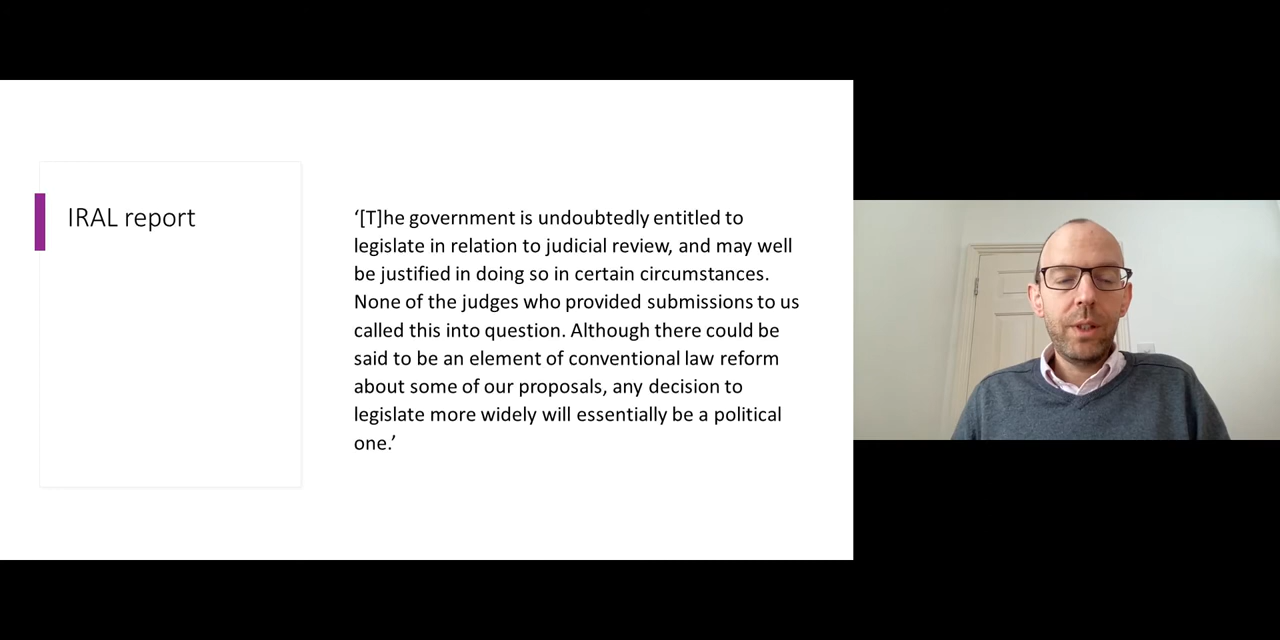 IRAL report
‘[T]he government is undoubtedly entitled to
legislate in relation to judicial review, and may well
be justified in doing so in certain circumstances.
None of the judges who provided submissions to us
called this into question. Although there could be
said to be an element of conventional law reform
about some of our proposals, any decision to
legislate more widely will essentially be a political
one.’